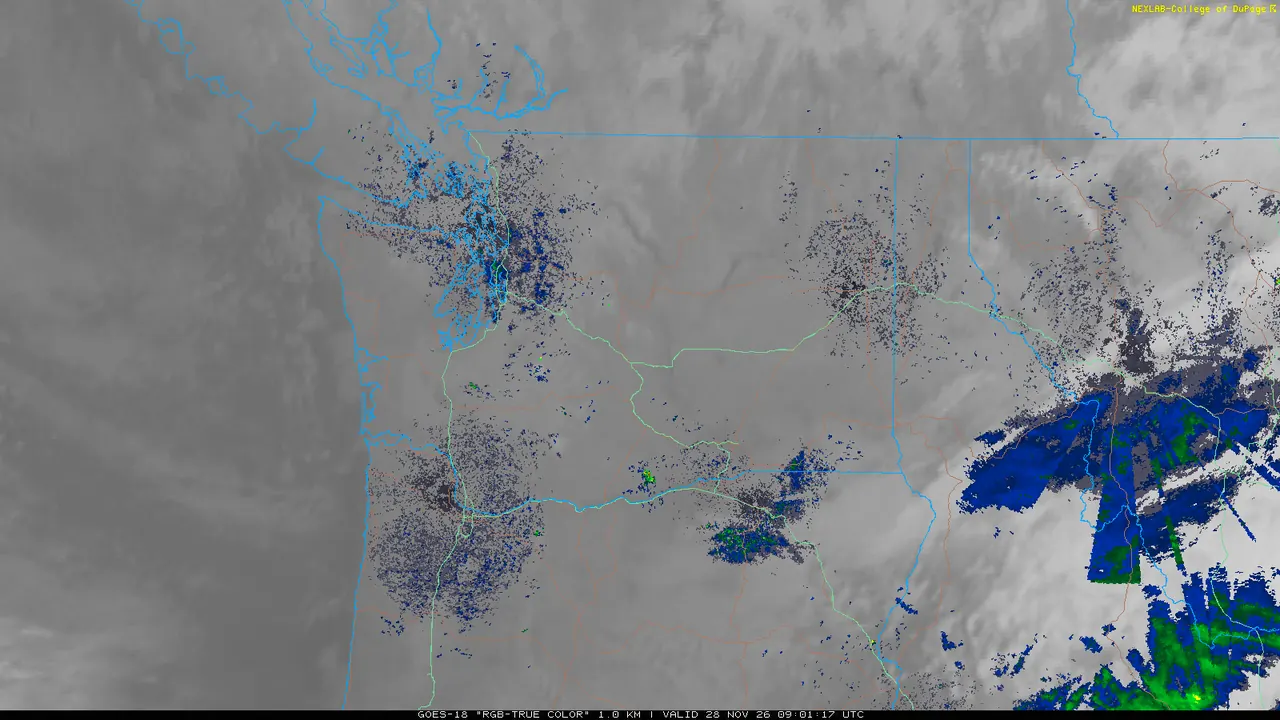 NEXLAB-College of DuPage
GOES-18 "RGB-TRUE COLOR" 1.0 KM | VALID 28 NOV 26 09:01:17 UTC